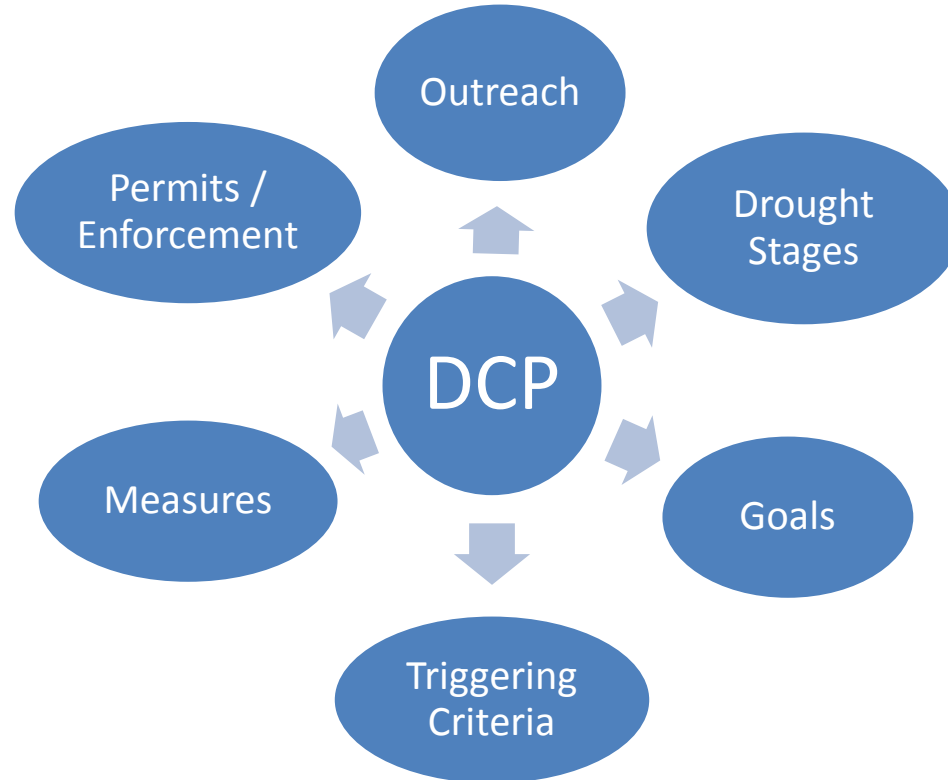 Outreach
Permits /
Enforcement
Drought
Stages
DCP
Measures
Goals
Triggering
Criteria